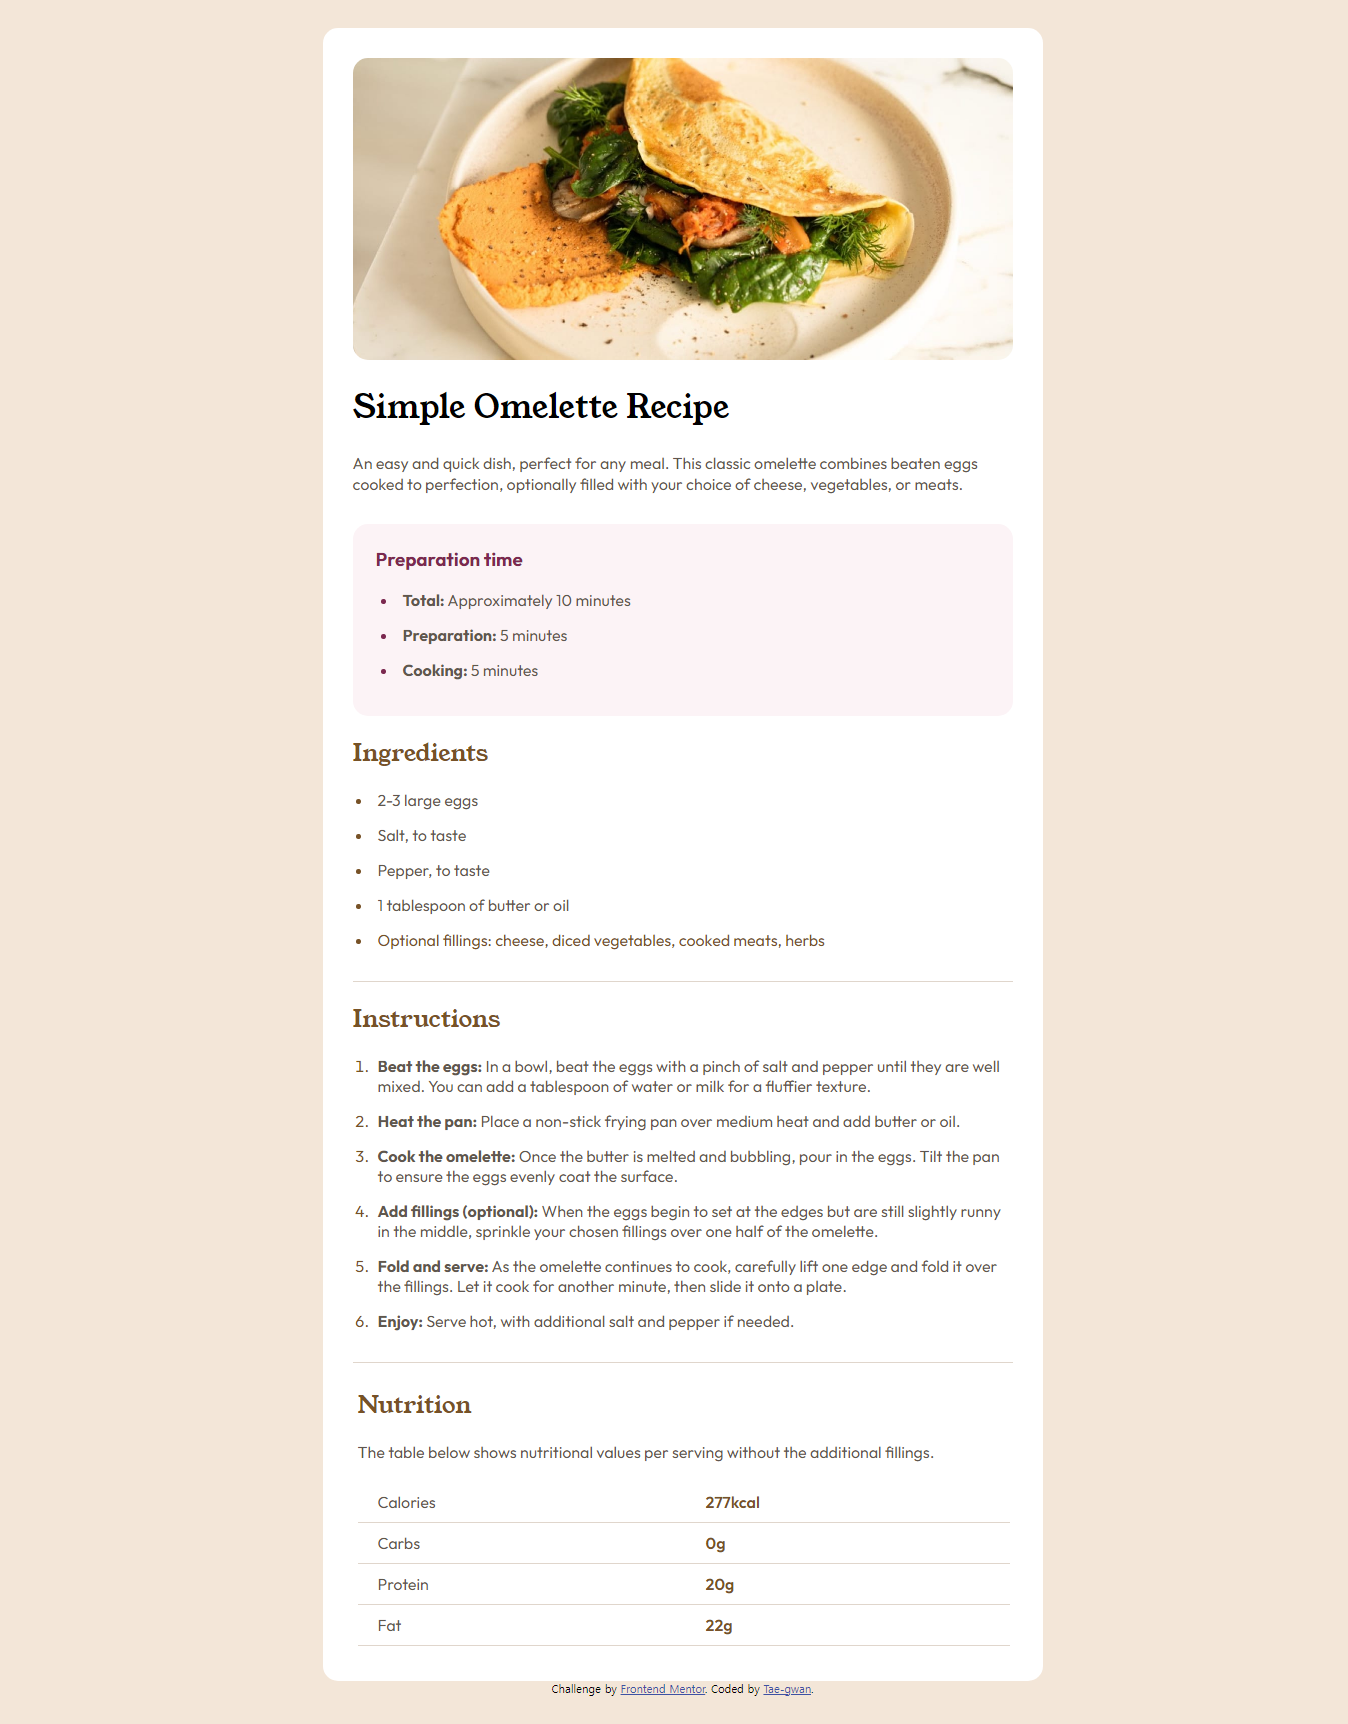 Simple Omelette Recipe
An easy and quick dish, perfect for any meal. This classic omelette combines beaten eggs
cooked to perfection, optionally filled with your choice of cheese, vegetables, or meats.
Preparation time
• Total: Approximately 10 minutes
• Preparation: 5 minutes
• Cooking: 5 minutes
Ingredients
• 2-3 large eggs
• Salt, to taste
• Pepper, to taste
• 1 tablespoon of butter or oil
• Optional fillings: cheese, diced vegetables, cooked meats, herbs
Instructions
1. Beat the eggs: In a bowl, beat the eggs with a pinch of salt and pepper until they are well
mixed. You can add a tablespoon of water or milk for a fluffier texture.
2. Heat the pan: Place a non-stick frying pan over medium heat and add butter or oil.
3. Cook the omelette: Once the butter is melted and bubbling, pour in the eggs. Tilt the pan
to ensure the eggs evenly coat the surface.
4. Add fillings (optional): When the eggs begin to set at the edges but are still slightly runny
in the middle, sprinkle your chosen fillings over one half of the omelette.
5. Fold and serve: As the omelette continues to cook, carefully lift one edge and fold it over
the fillings. Let it cook for another minute, then slide it onto a plate.
6. Enjoy: Serve hot, with additional salt and pepper if needed.
Nutrition
The table below shows nutritional values per serving without the additional fillings.
Calories 277kcal
Carbs 0g
Protein 20g
Fat 22g
Challenge by Frontend Mentor. Coded by Tae-gwan.